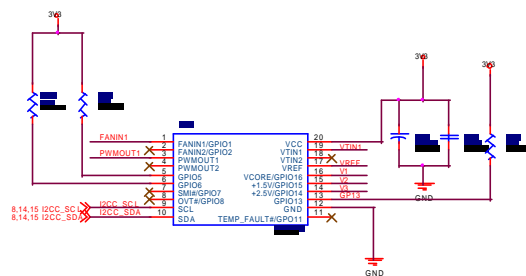 3V3
3V3
3V3
FANIN1
PWMOUT1
8,14,15 I2CC_SCL
8,14,15 I2CC_SDA
1
2
3
4
5
6
7
8
9
10
FANIN1/GPIO1
FANIN2/GPIO2
PWMOUT1
PWMOUT2
GPIO5
GPIO6
SMI#/GPIO7
OVT#/GPIO8
SCL
SDA
VCC
VTIN1
VTIN2
VREF
VCORE/GPIO16
+1.5V/GPIO15
+2.5V/GPIO14
GPIO13
GND
TEMP_FAULT#/GPO11
20
19
18
17
16
15
14
13
12
11
VTIN1
VREF
V1
V2
V3
GP13
GND
GND